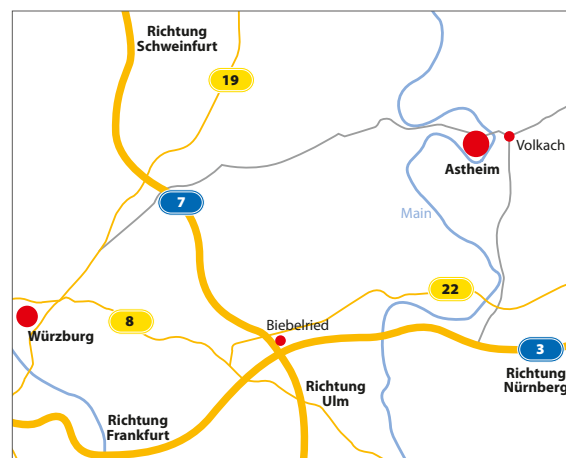 Richtung
Schweinfurt
19
Volkach
Astheim
7
Main
22
8
Biebelried
Würzburg
3
Richtung
Nürnberg
Richtung
Ulm
Richtung
Frankfurt